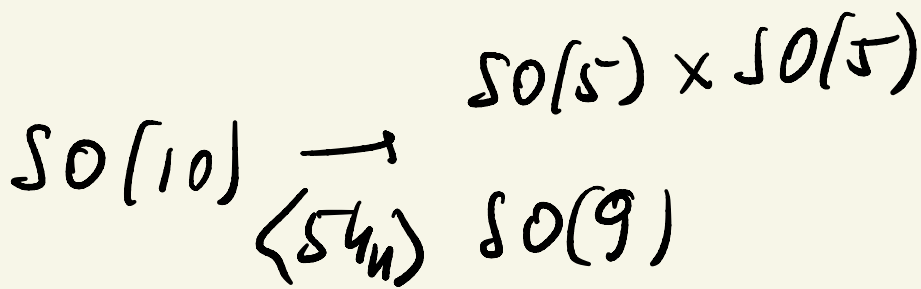 SO(5) × SO(5)
SO(10) →
⟨54_H⟩ SO(9)